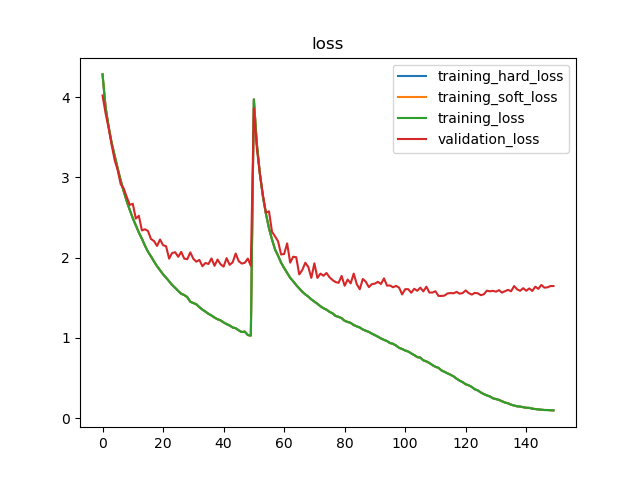 loss
training_hard_loss
training_soft_loss
training_loss
validation_loss
4
3
2
1
0
0 20 40 60 80 100 120 140